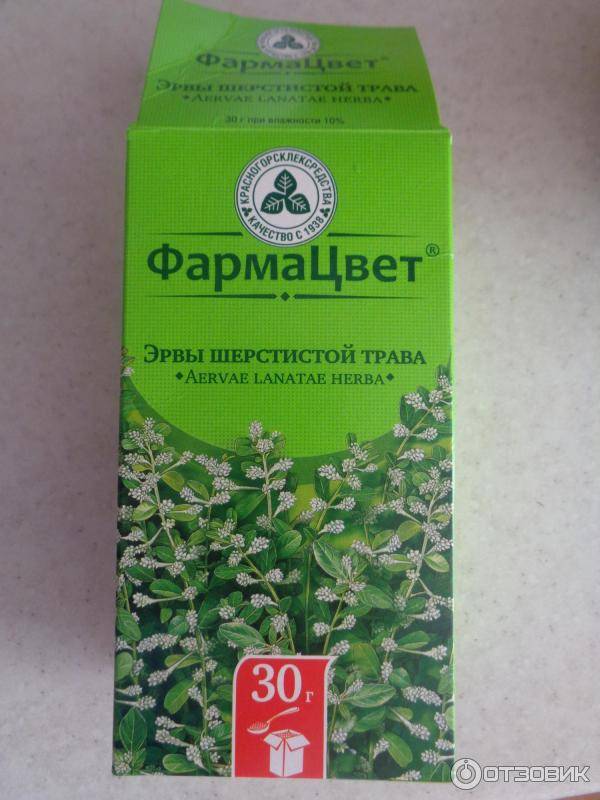 ФармаЦвет®
Эрвы шерстистой трава
Aervae lanatae herba
30 г при влажности 10%
КРАСНОГОРСКЛЕКСРЕДСТВА
КАЧЕСТВО С 1938
ФармаЦвет®
Эрвы шерстистой трава
Aervae lanatae herba
30 г
ОТЗОВИК